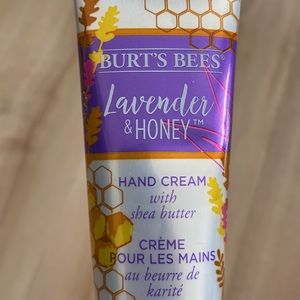 BURT'S BEES®
Lavender
& HONEY™
HAND CREAM
with
shea butter
CRÈME
POUR LES MAINS
au beurre de
karité